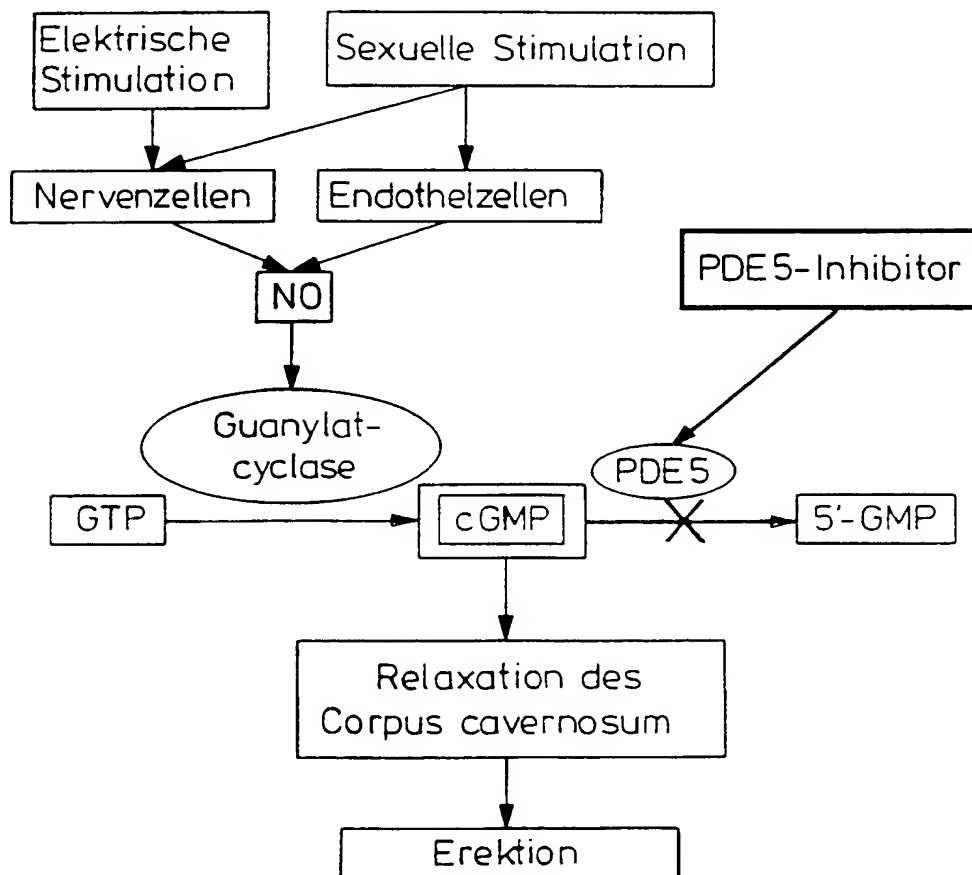 Elektrische
Stimulation
Sexuelle Stimulation
Nervenzellen
Endothelzellen
PDE5-Inhibitor
NO
Guanylat-
cyclase
PDE5
GTP
cGMP
5'-GMP
Relaxation des
Corpus cavernosum
Erektion